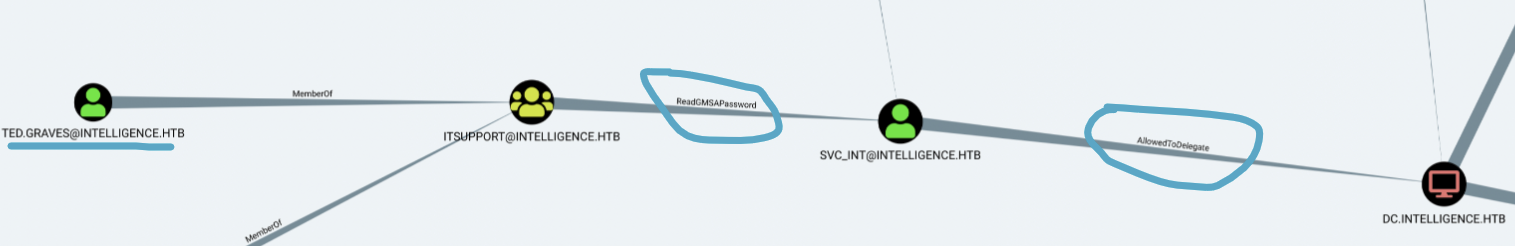 MemberOf
TED.GRAVES@INTELLIGENCE.HTB
ReadGMSAPassword
ITSUPPORT@INTELLIGENCE.HTB
AllowedToDelegate
SVC_INT@INTELLIGENCE.HTB
DC.INTELLIGENCE.HTB
MemberOf